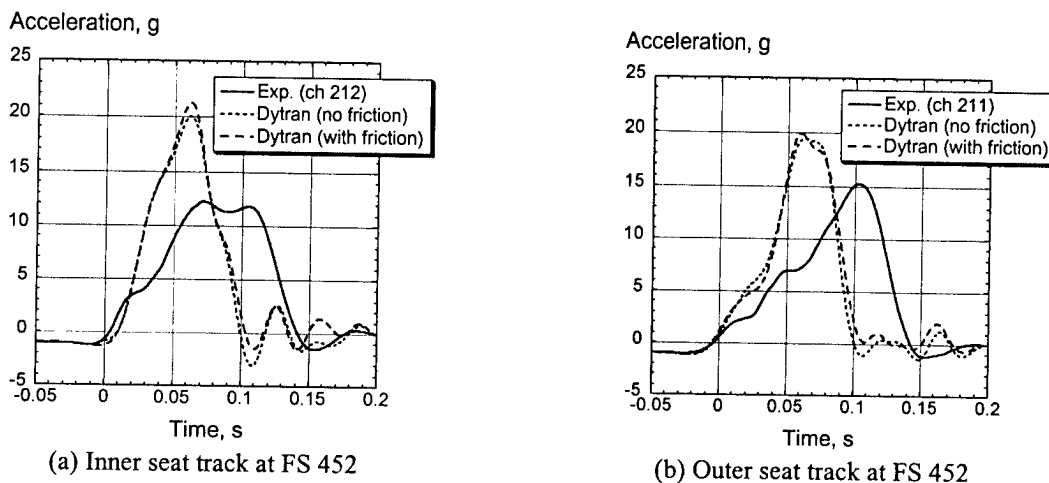 Acceleration, g
25
20
15
10
5
0
-5
-0.05
0
0.05
0.1
0.15
0.2
Exp. (ch 212)
Dytran (no friction)
Dytran (with friction)
Time, s
(a) Inner seat track at FS 452
Acceleration, g
25
20
15
10
5
0
-5
-0.05
0
0.05
0.1
0.15
0.2
Exp. (ch 211)
Dytran (no friction)
Dytran (with friction)
Time, s
(b) Outer seat track at FS 452